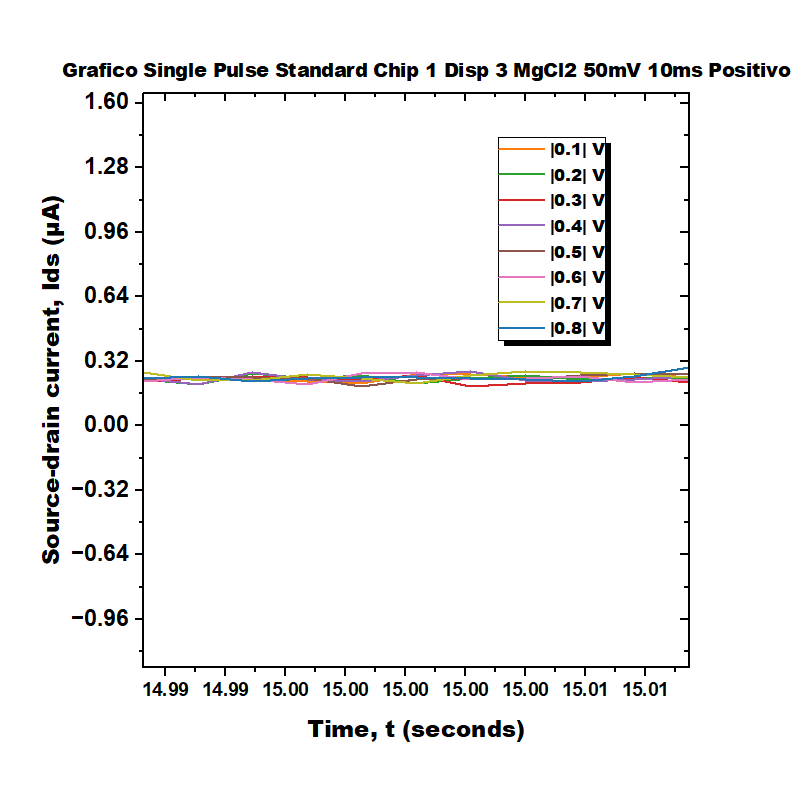 Grafico Single Pulse Standard Chip 1 Disp 3 MgCl2 50mV 10ms Positivo
1.60
1.28
0.96
0.64
0.32
0.00
−0.32
−0.64
−0.96
Source-drain current, Ids (µA)
|0.1| V
|0.2| V
|0.3| V
|0.4| V
|0.5| V
|0.6| V
|0.7| V
|0.8| V
14.99 14.99 15.00 15.00 15.00 15.00 15.00 15.01 15.01
Time, t (seconds)